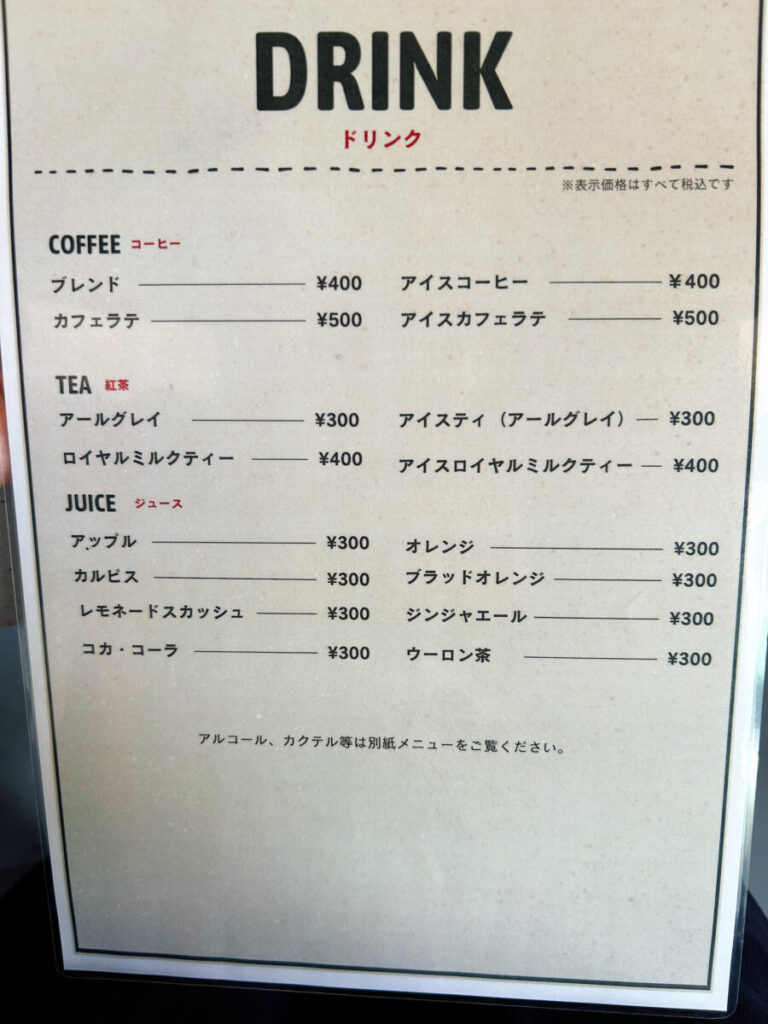 DRINK
ドリンク
※表示価格はすべて税込です
COFFEE コーヒー
ブレンド ¥400 アイスコーヒー ¥400
カフェラテ ¥500 アイスカフェラテ ¥500
TEA 紅茶
アールグレイ ¥300 アイスティ（アールグレイ） ¥300
ロイヤルミルクティー ¥400 アイスロイヤルミルクティー ¥400
JUICE ジュース
アップル ¥300 オレンジ ¥300
カルピス ¥300 ブラッドオレンジ ¥300
レモネードスカッシュ ¥300 ジンジャエール ¥300
コカ・コーラ ¥300 ウーロン茶 ¥300
アルコール、カクテル等は別紙メニューをご覧ください。